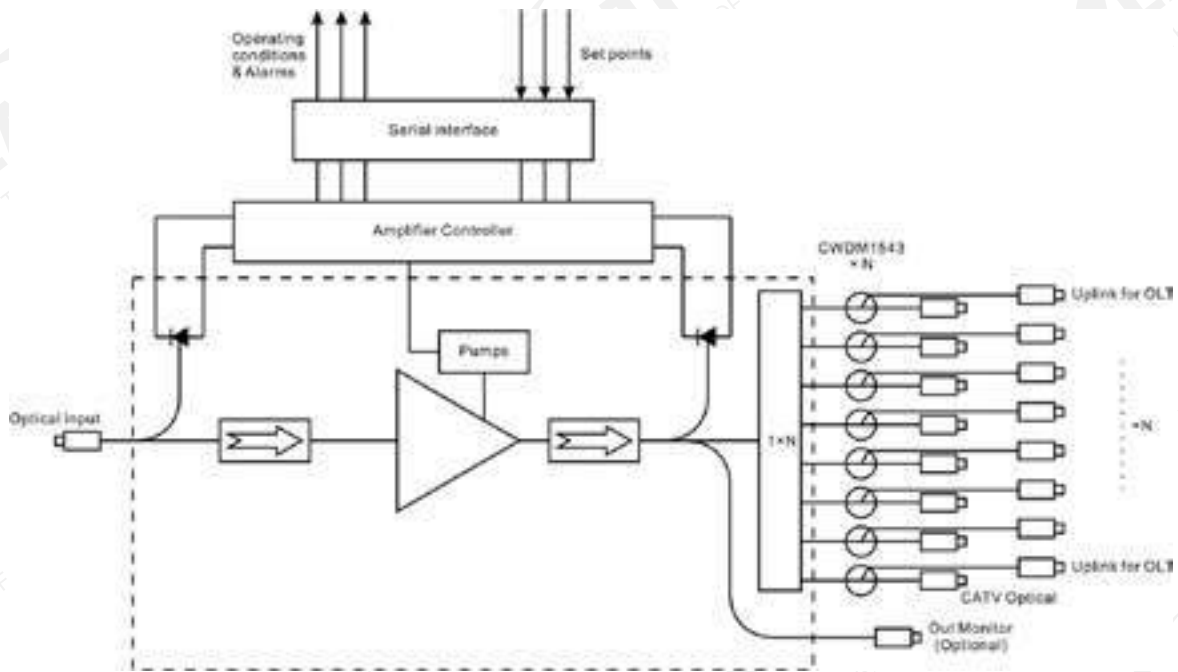 Operating
conditions
& Alarms
Set points
Serial interface
Amplifier Controller
CWDM1543
×N
Uplink for OLT
Pumps
Optical Input
1×N
×N
Uplink for OLT
CATV Optical
Out Monitor
(Optional)